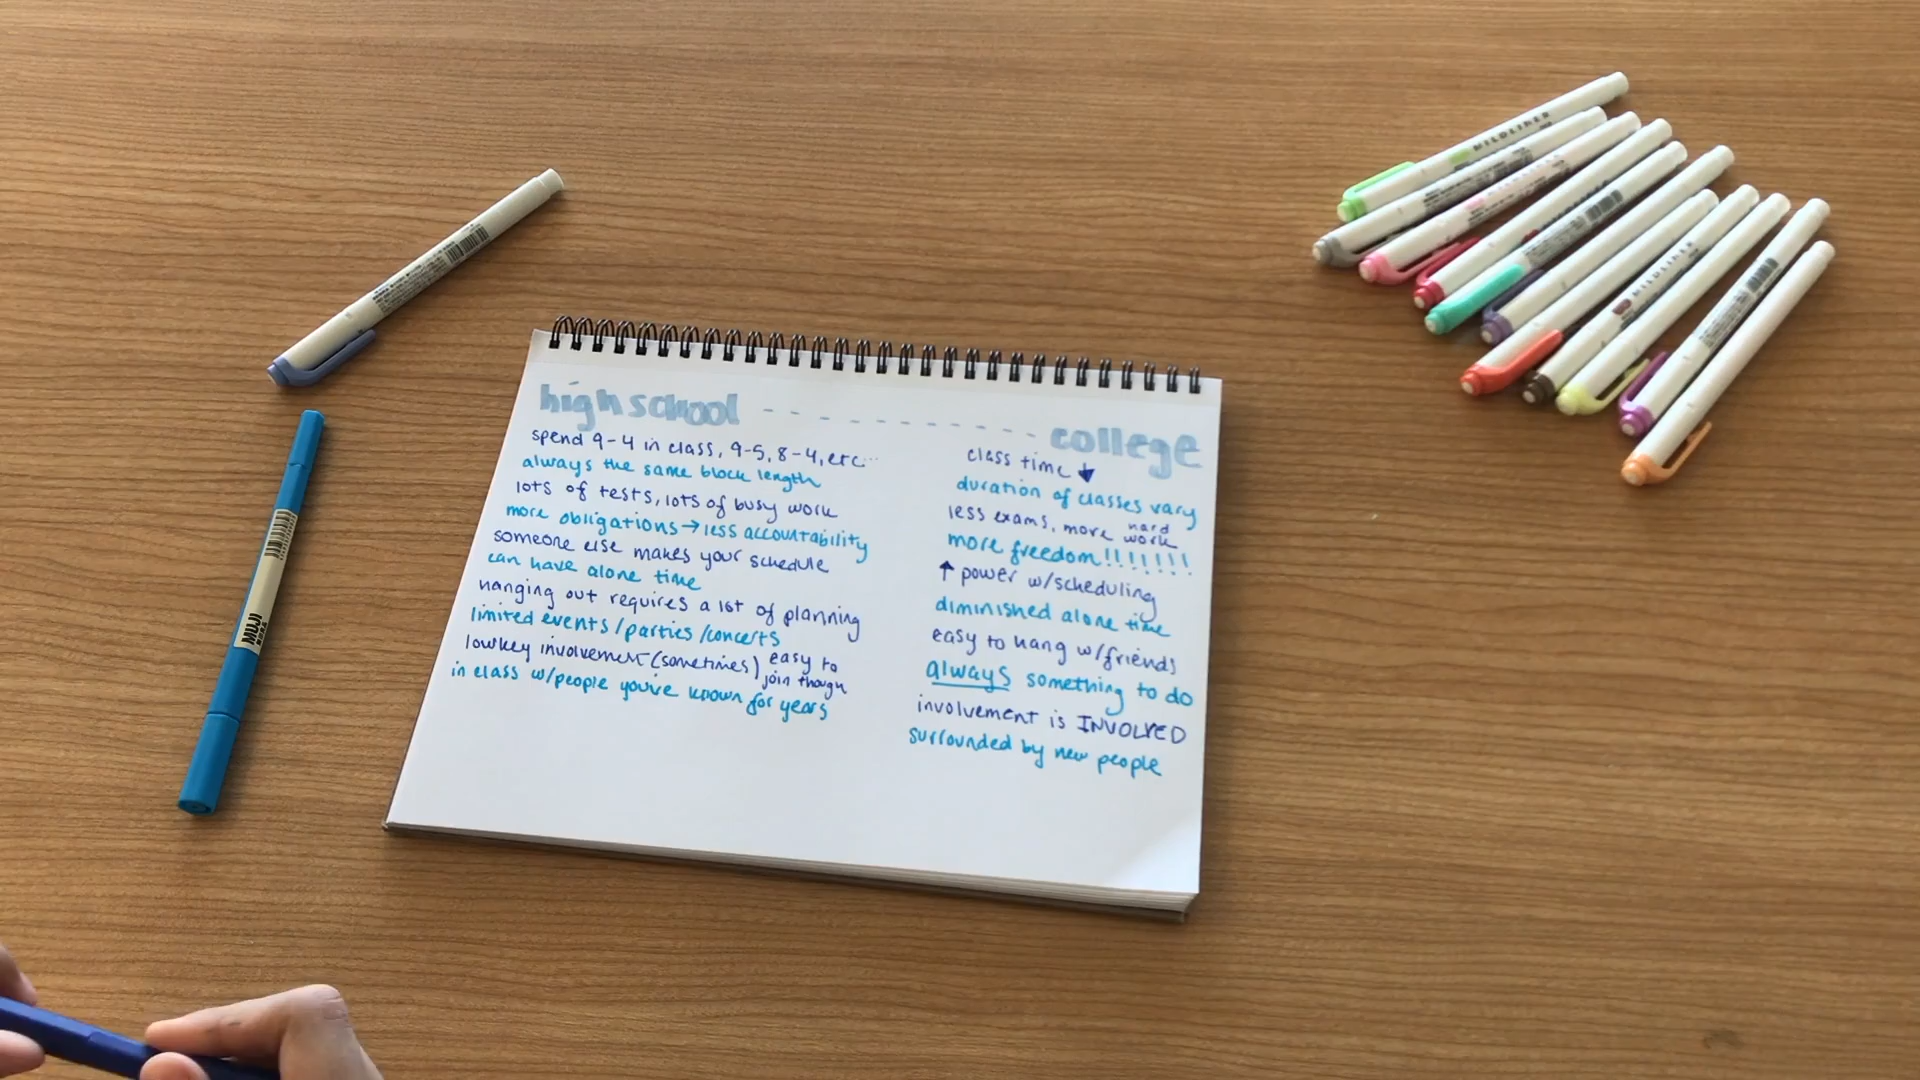 high school - - - - - - - - - - college
spend 9-4 in class, 9-5, 8-4, etc...
always the same block length
lots of tests, lots of busy work
more obligations → less accountability
someone else makes your schedule
can have alone time
hanging out requires a lot of planning
limited events/parties/concerts
lowkey involvement (sometimes) easy to join though
in class w/people you've known for years
class time ↓
duration of classes vary
less exams, more hard work
more freedom!!!!!!!
↑ power w/scheduling
diminished alone time
easy to hang w/friends
always something to do
involvement is INVOLVED
surrounded by new people
MUJI
MILDLINER
MILDLINER